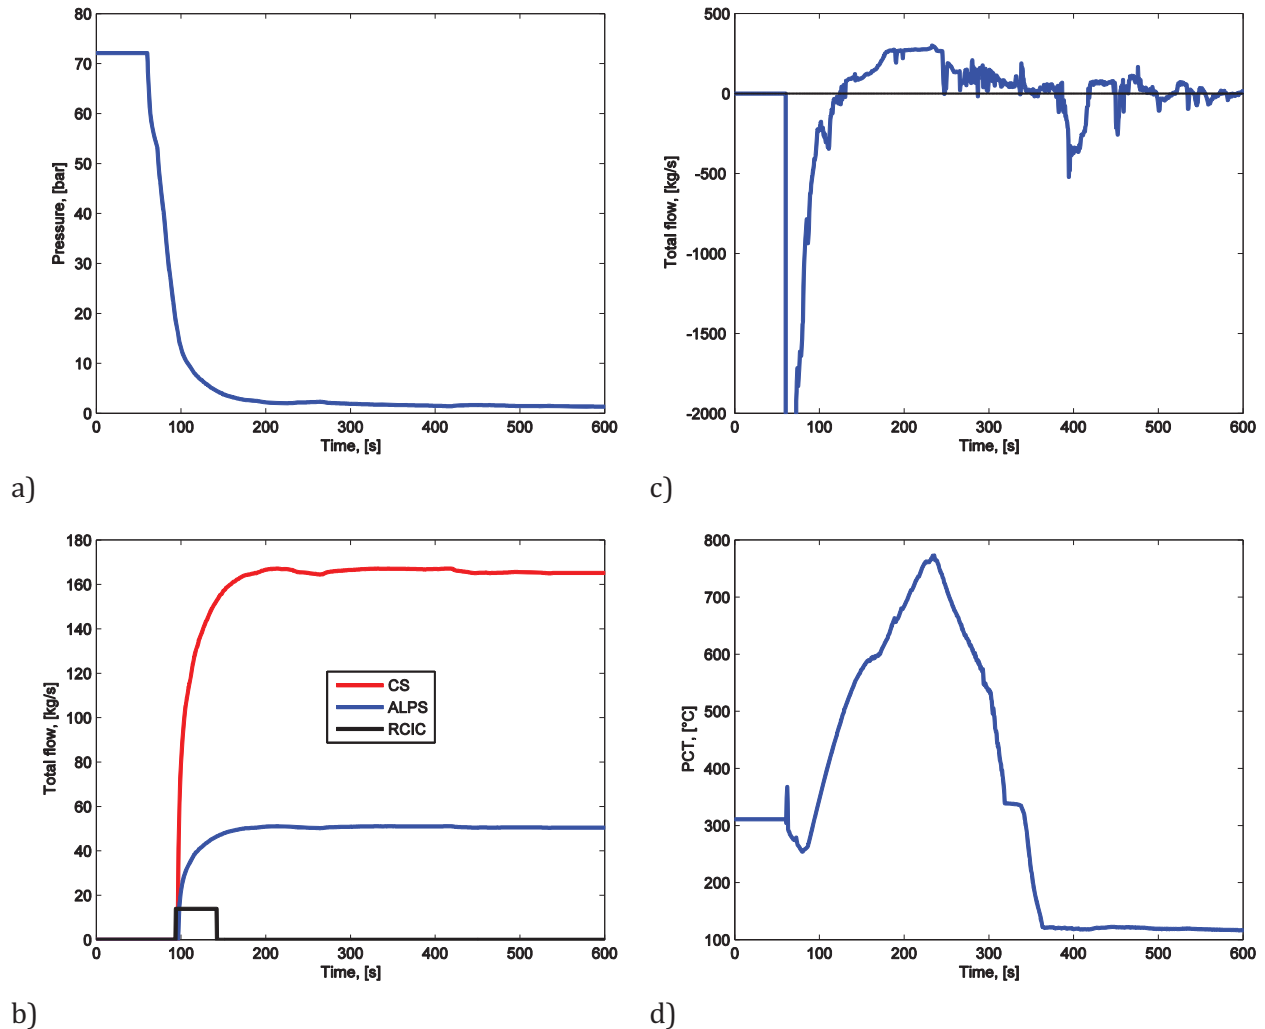 80
70
60
50
40
30
20
10
0
Pressure, [bar]
0 100 200 300 400 500 600
Time, [s]
a)
500
0
-500
-1000
-1500
-2000
Total flow, [kg/s]
0 100 200 300 400 500 600
Time, [s]
c)
180
160
140
120
100
80
60
40
20
0
Total flow, [kg/s]
CS
ALPS
RCIC
0 100 200 300 400 500 600
Time, [s]
b)
800
700
600
500
400
300
200
100
PCT, [°C]
0 100 200 300 400 500 600
Time, [s]
d)